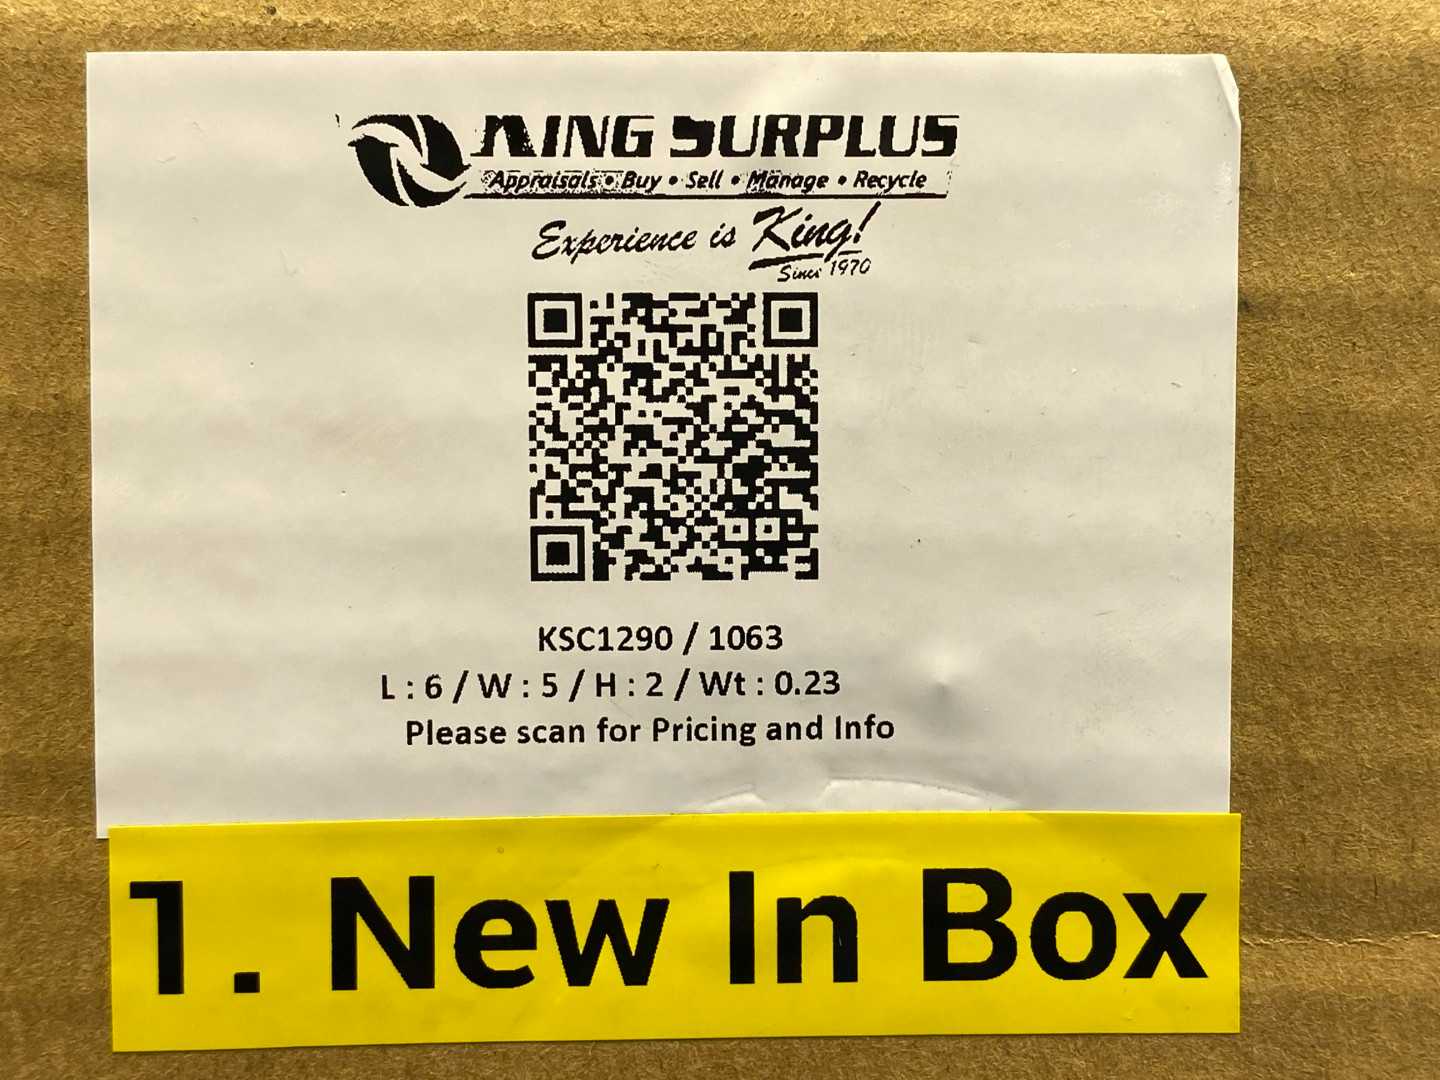 KING SURPLUS
Appraisals • Buy • Sell • Manage • Recycle
Experience is King!
Since 1970
KSC1290 / 1063
L : 6 / W : 5 / H : 2 / Wt : 0.23
Please scan for Pricing and Info
1. New In Box